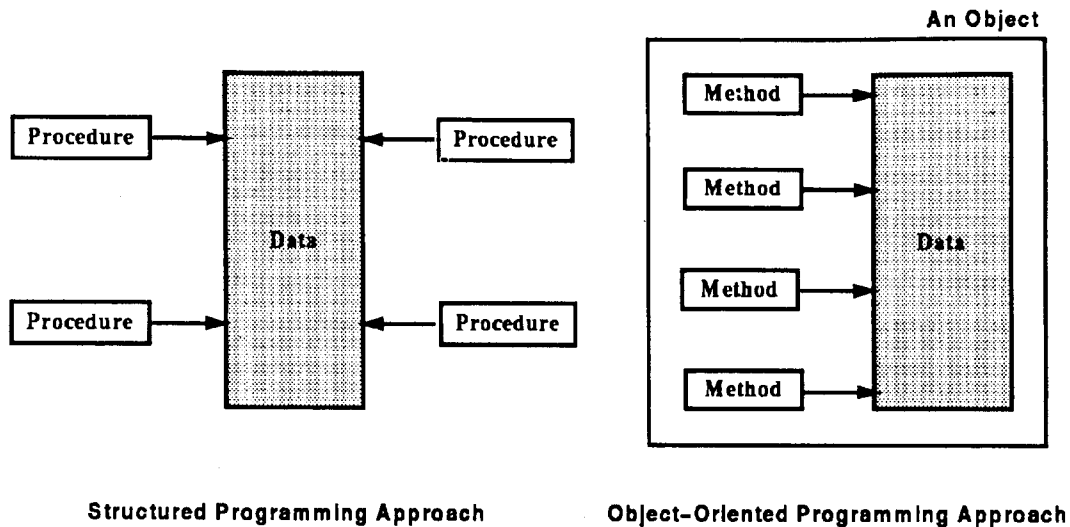 An Object
Procedure
Procedure
Data
Procedure
Procedure
Method
Method
Data
Method
Method
Structured Programming Approach
Object-Oriented Programming Approach